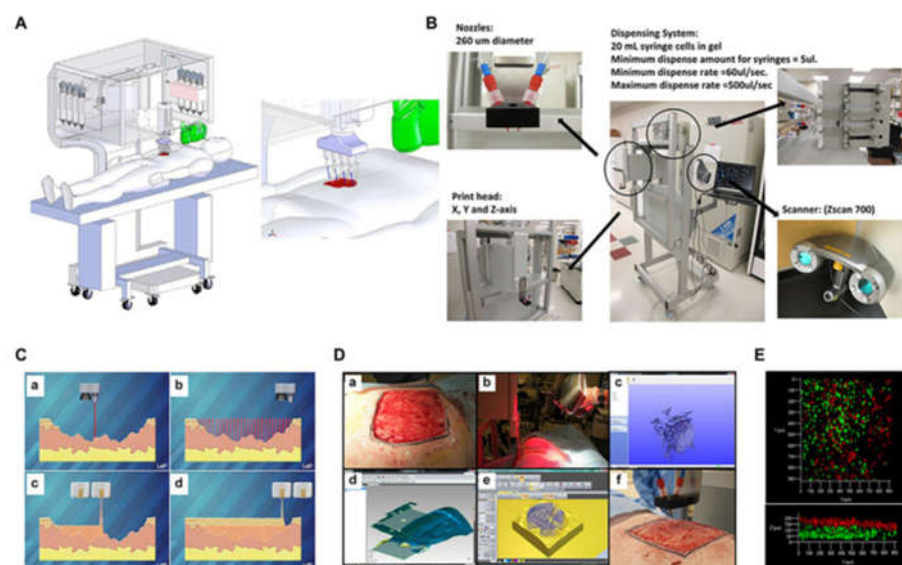 A
B
Nozzles:
260 um diameter
Dispensing System:
20 mL syringe cells in gel
Minimum dispense amount for syringes = 5ul.
Minimum dispense rate =60ul/sec.
Maximum dispense rate =500ul/sec
Print head:
X, Y and Z-axis
Scanner: (Zscan 700)
C
a
b
c
d
D
a
b
c
d
e
f
E